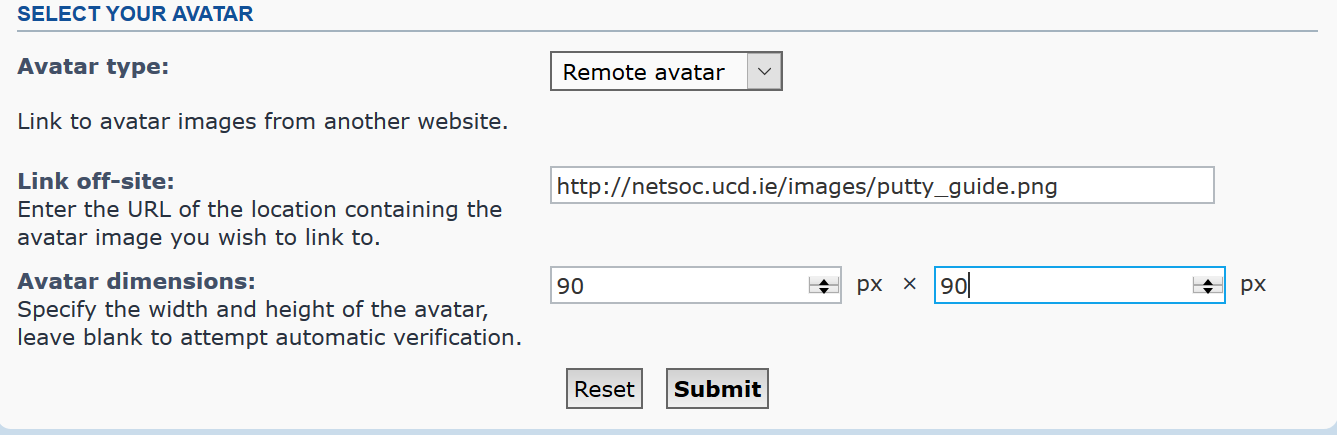 SELECT YOUR AVATAR
Avatar type:
Remote avatar
Link to avatar images from another website.
Link off-site:
http://netsoc.ucd.ie/images/putty_guide.png
Enter the URL of the location containing the
avatar image you wish to link to.
Avatar dimensions:
90 px × 90 px
Specify the width and height of the avatar,
leave blank to attempt automatic verification.
Reset Submit